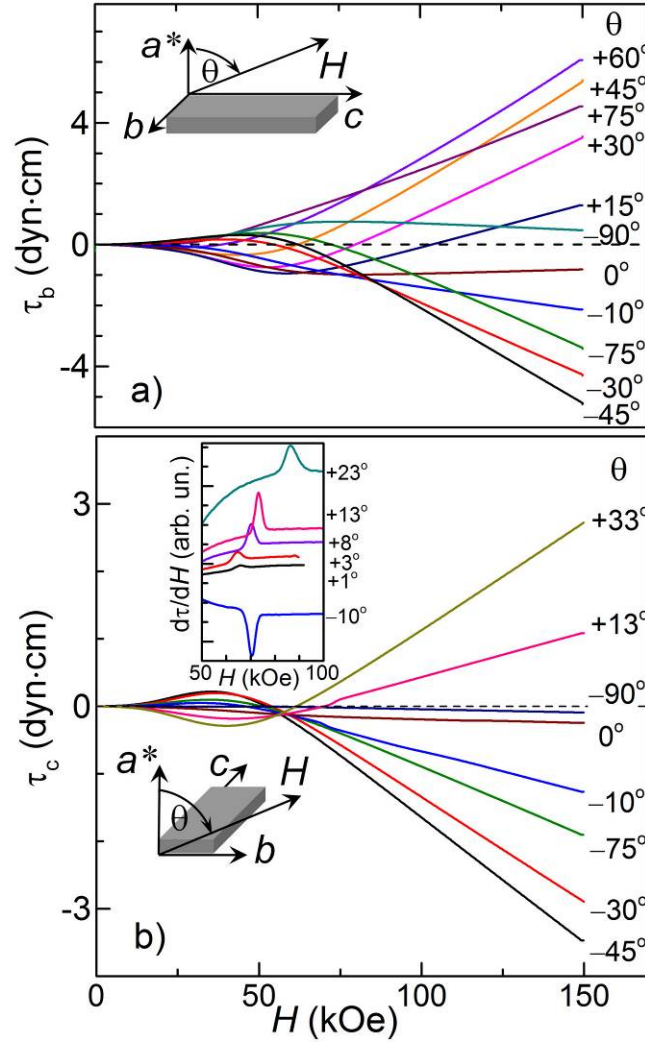 θ
a*
θ
H
b
c
4
0
-4
τb (dyn·cm)
+60°
+45°
+75°
+30°
+15°
−90°
0°
−10°
−75°
−30°
−45°
a)
θ
dτ/dH (arb. un.)
+23°
+13°
+8°
+3°
+1°
−10°
50
100
H (kOe)
3
0
-3
τc (dyn·cm)
+33°
+13°
−90°
0°
−10°
−75°
−30°
−45°
a*
c
H
θ
b
b)
0
50
100
150
H (kOe)